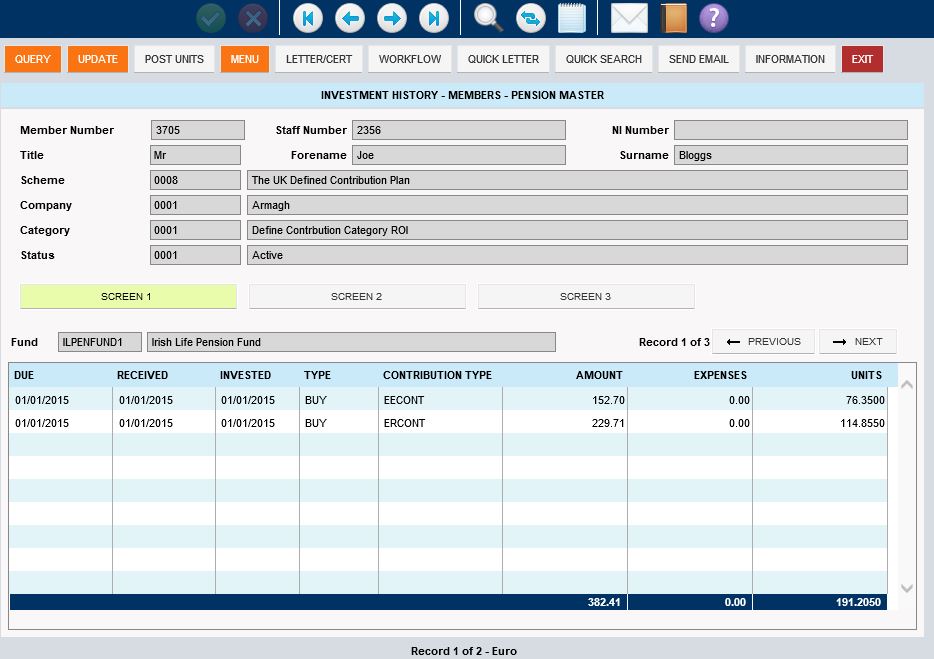 ?
QUERY UPDATE POST UNITS MENU LETTER/CERT WORKFLOW QUICK LETTER QUICK SEARCH SEND EMAIL INFORMATION EXIT
INVESTMENT HISTORY - MEMBERS - PENSION MASTER
Member Number 3705 Staff Number 2356 NI Number
Title Mr Forename Joe Surname Bloggs
Scheme 0008 The UK Defined Contribution Plan
Company 0001 Armagh
Category 0001 Define Contrbution Category ROI
Status 0001 Active
SCREEN 1 SCREEN 2 SCREEN 3
Fund ILPENFUND1 Irish Life Pension Fund Record 1 of 3 PREVIOUS NEXT
DUE RECEIVED INVESTED TYPE CONTRIBUTION TYPE AMOUNT EXPENSES UNITS
01/01/2015 01/01/2015 01/01/2015 BUY EECONT 152.70 0.00 76.3500
01/01/2015 01/01/2015 01/01/2015 BUY ERCONT 229.71 0.00 114.8550
382.41 0.00 191.2050
Record 1 of 2 - Euro